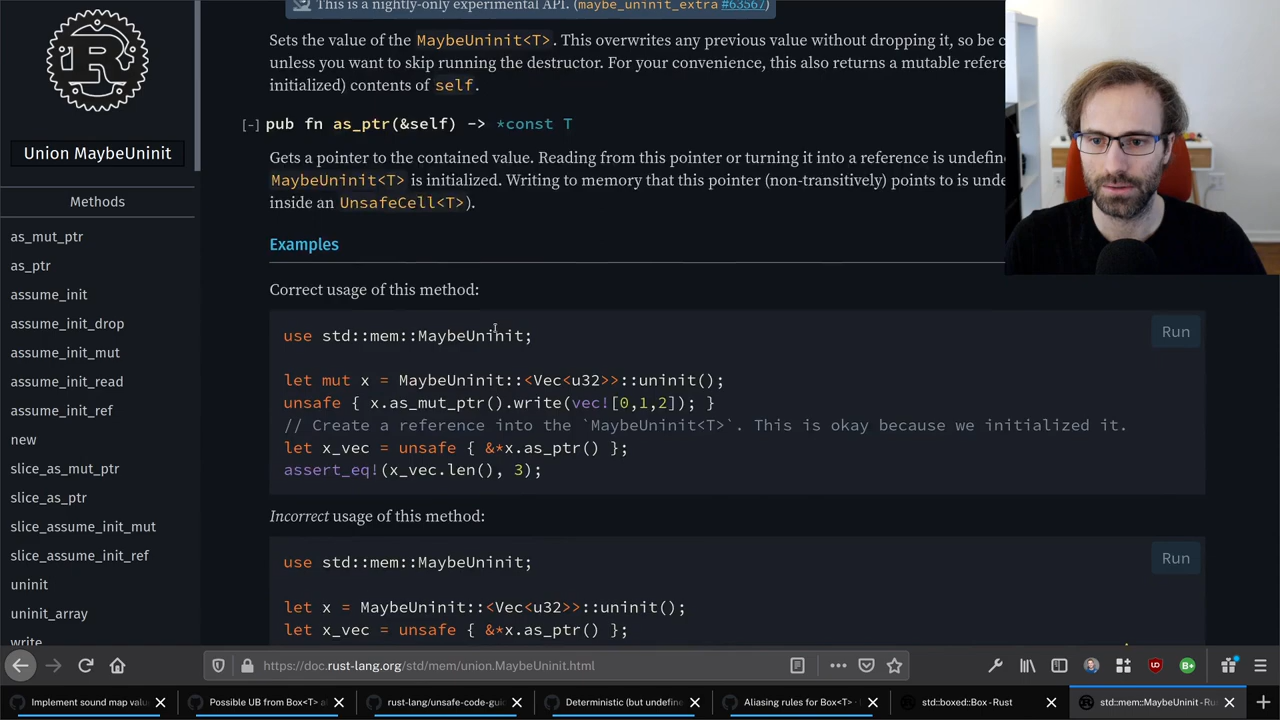 This is a nightly-only experimental API. (maybe_uninit_extra #63567)
Sets the value of the MaybeUninit<T>. This overwrites any previous value without dropping it, so be c
unless you want to skip running the destructor. For your convenience, this also returns a mutable refere
initialized) contents of self.
[-] pub fn as_ptr(&self) -> *const T
Gets a pointer to the contained value. Reading from this pointer or turning it into a reference is undefine
MaybeUninit<T> is initialized. Writing to memory that this pointer (non-transitively) points to is unde
inside an UnsafeCell<T>).
Examples
Correct usage of this method:
Run
use std::mem::MaybeUninit;
let mut x = MaybeUninit::<Vec<u32>>::uninit();
unsafe { x.as_mut_ptr().write(vec![0,1,2]); }
// Create a reference into the `MaybeUninit<T>`. This is okay because we initialized it.
let x_vec = unsafe { &*x.as_ptr() };
assert_eq!(x_vec.len(), 3);
Incorrect usage of this method:
Run
use std::mem::MaybeUninit;
let x = MaybeUninit::<Vec<u32>>::uninit();
let x_vec = unsafe { &*x.as_ptr() };
R
Union MaybeUninit
Methods
as_mut_ptr
as_ptr
assume_init
assume_init_drop
assume_init_mut
assume_init_read
assume_init_ref
new
slice_as_mut_ptr
slice_as_ptr
slice_assume_init_mut
slice_assume_init_ref
uninit
uninit_array
write
https://doc.rust-lang.org/std/mem/union.MaybeUninit.html
Implement sound map valu
Possible UB from Box<T> a
rust-lang/unsafe-code-gui
Deterministic (but undefine
Aliasing rules for Box<T> ·
std::boxed::Box - Rust
std::mem::MaybeUninit - Ru